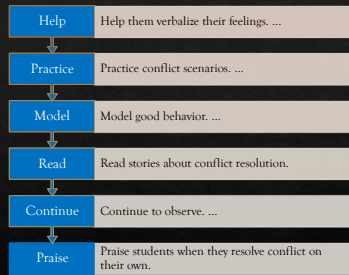 Help
Help them verbalize their feelings. ...
Practice
Practice conflict scenarios. ...
Model
Model good behavior. ...
Read
Read stories about conflict resolution.
Continue
Continue to observe. ...
Praise
Praise students when they resolve conflict on
their own.